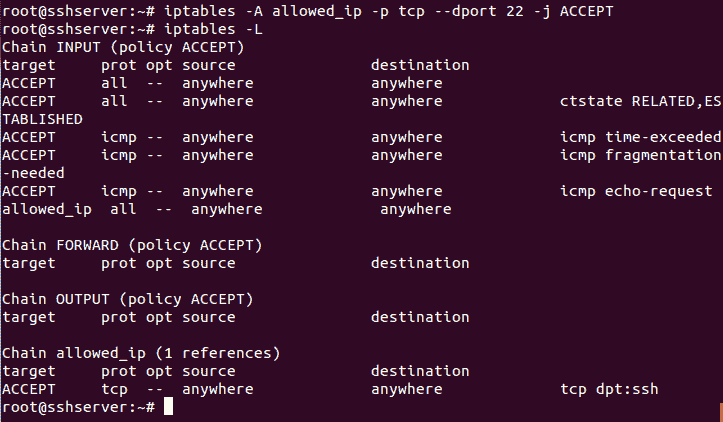 root@sshserver:~# iptables -A allowed_ip -p tcp --dport 22 -j ACCEPT
root@sshserver:~# iptables -L
Chain INPUT (policy ACCEPT)
target     prot opt source               destination
ACCEPT     all  --  anywhere             anywhere
ACCEPT     all  --  anywhere             anywhere             ctstate RELATED,ES
TABLISHED
ACCEPT     icmp --  anywhere             anywhere             icmp time-exceeded
ACCEPT     icmp --  anywhere             anywhere             icmp fragmentation
-needed
ACCEPT     icmp --  anywhere             anywhere             icmp echo-request
allowed_ip  all  --  anywhere             anywhere

Chain FORWARD (policy ACCEPT)
target     prot opt source               destination

Chain OUTPUT (policy ACCEPT)
target     prot opt source               destination

Chain allowed_ip (1 references)
target     prot opt source               destination
ACCEPT     tcp  --  anywhere             anywhere             tcp dpt:ssh
root@sshserver:~#